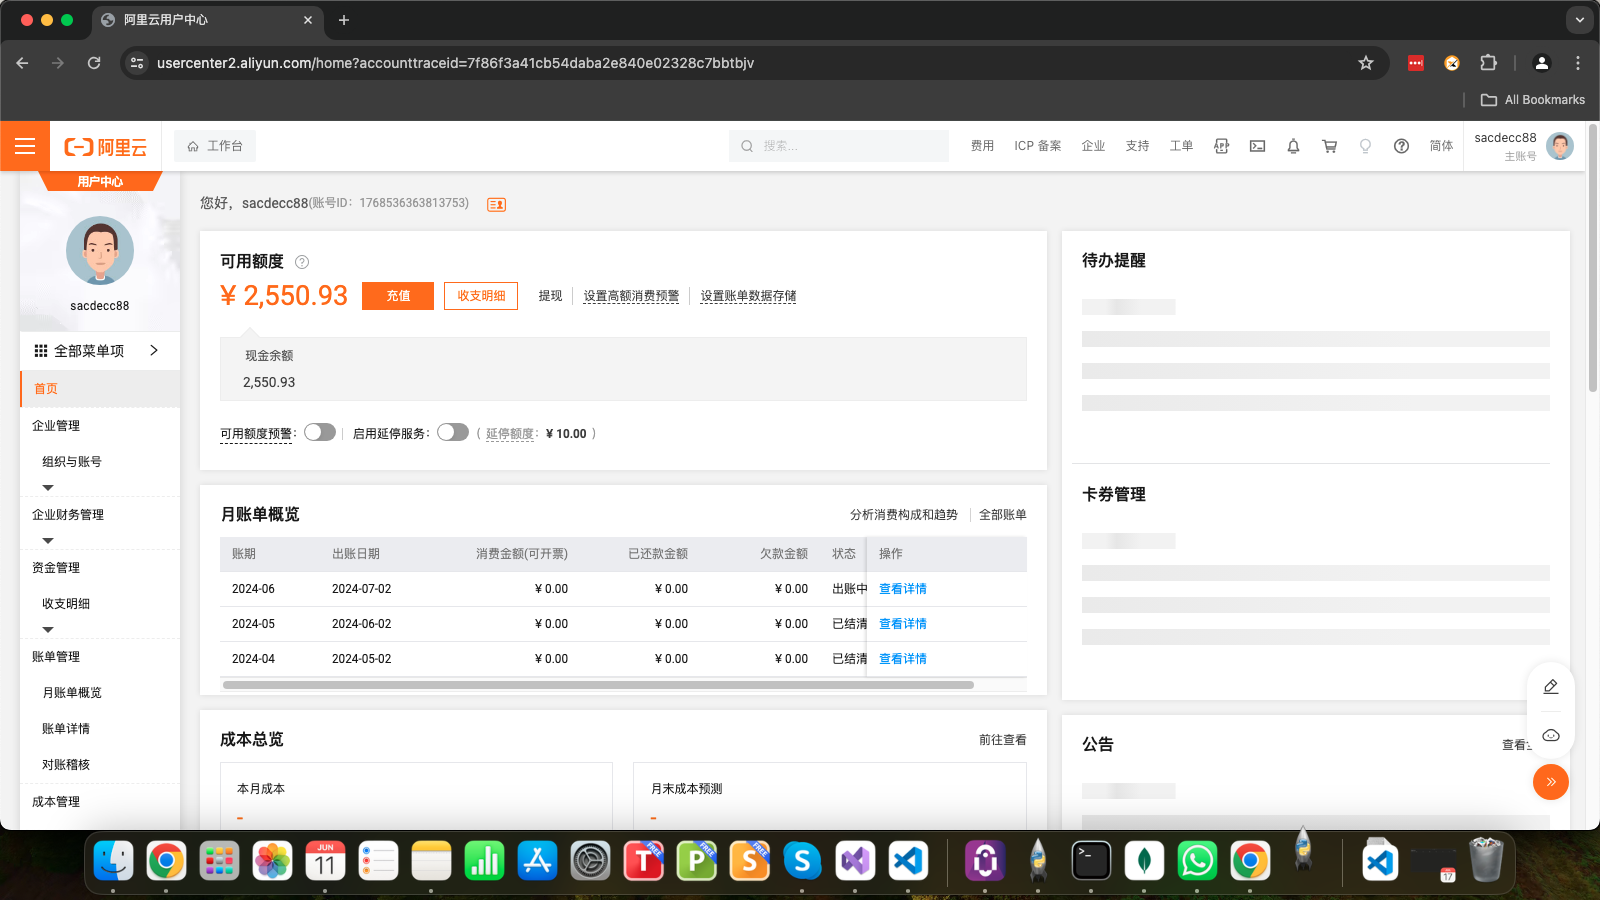 阿里云用户中心
usercenter2.aliyun.com/home?accounttraceid=7f86f3a41cb54daba2e840e02328c7bbtbjv
All Bookmarks
阿里云
工作台
搜索...
费用
ICP 备案
企业
支持
工单
简体
sacdecc88
主账号
用户中心
sacdecc88
全部菜单项
首页
企业管理
组织与账号
企业财务管理
资金管理
收支明细
账单管理
月账单概览
账单详情
对账稽核
成本管理
您好，sacdecc88(账号ID：1768536363813753)
可用额度
¥ 2,550.93
充值
收支明细
提现
设置高额消费预警
设置账单数据存储
现金余额
2,550.93
可用额度预警：
启用延停服务：
( 延停额度：¥ 10.00 )
月账单概览
分析消费构成和趋势
全部账单
账期 出账日期 消费金额(可开票) 已还款金额 欠款金额 状态 操作
2024-06 2024-07-02 ¥ 0.00 ¥ 0.00 ¥ 0.00 出账中 查看详情
2024-05 2024-06-02 ¥ 0.00 ¥ 0.00 ¥ 0.00 已结清 查看详情
2024-04 2024-05-02 ¥ 0.00 ¥ 0.00 ¥ 0.00 已结清 查看详情
成本总览
前往查看
本月成本
-
月末成本预测
-
待办提醒
卡券管理
公告
查看
JUN
11
T
FREE
P
FREE
S
FREE
S
17